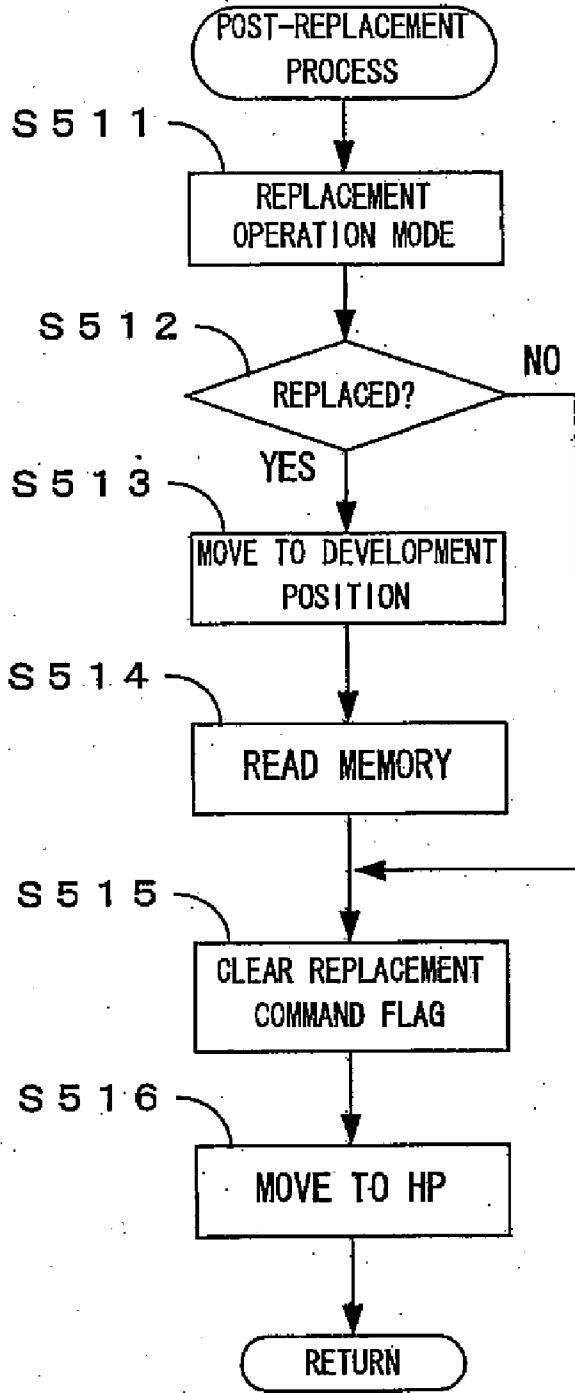 POST-REPLACEMENT
PROCESS
S511
REPLACEMENT
OPERATION MODE
S512
REPLACED?
NO
YES
S513
MOVE TO DEVELOPMENT
POSITION
S514
READ MEMORY
S515
CLEAR REPLACEMENT
COMMAND FLAG
S516
MOVE TO HP
RETURN